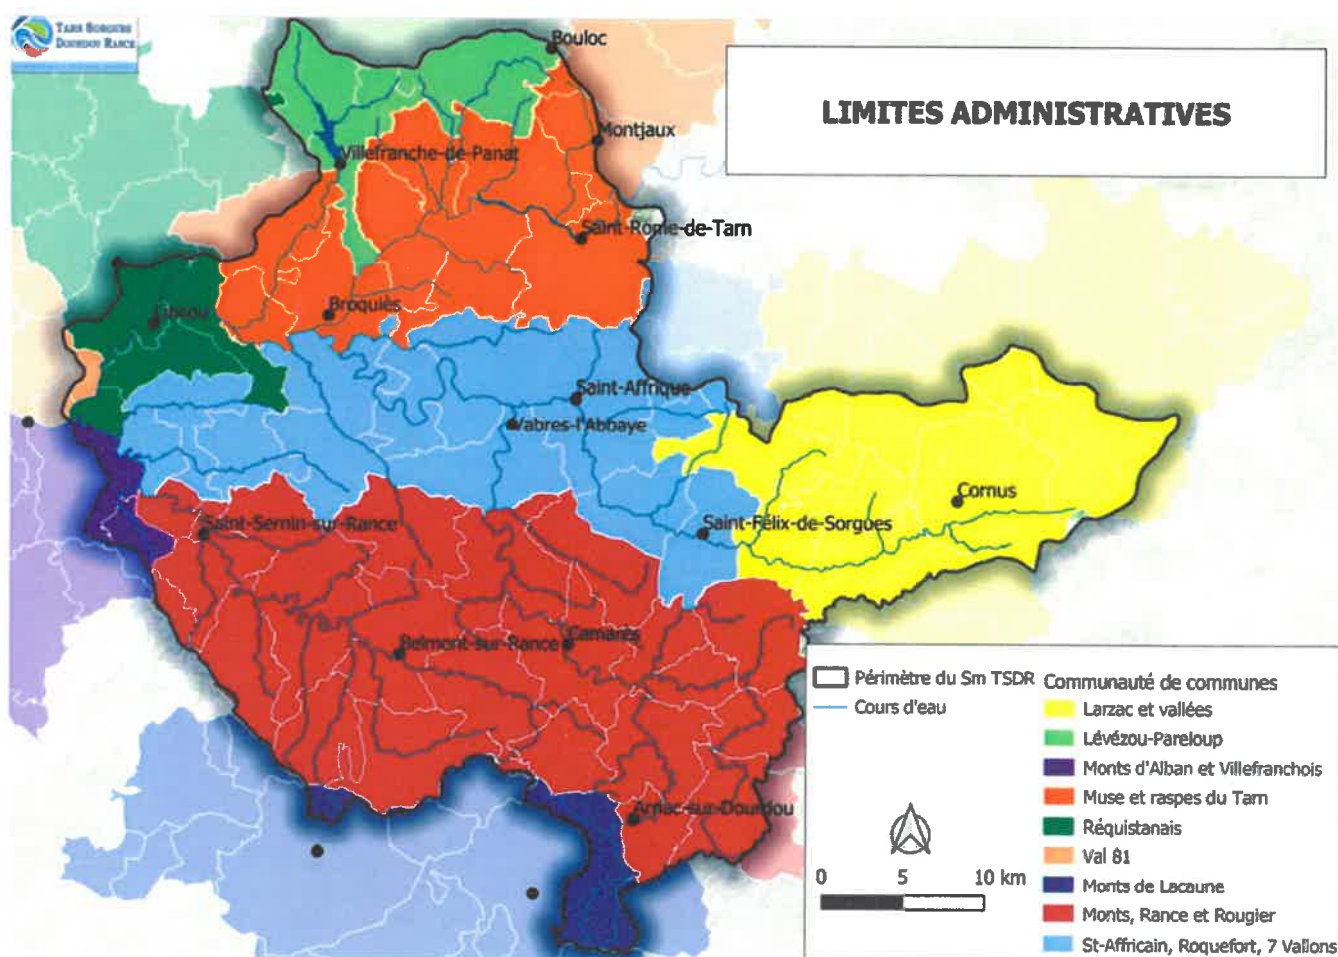 TARN SORGUES
DOURDOU RANCE
LIMITES ADMINISTRATIVES
Bouloc
Montjaux
Villefranche-de-Panat
Saint-Rome-de-Tarn
Broquiès
Saint-Affrique
Vabres-l'Abbaye
Cornus
Saint-Sernin-sur-Rance
Saint-Félix-de-Sorgues
Belmont-sur-Rance
Camarès
Arnac-sur-Dourdou
Périmètre du Sm TSDR
Cours d'eau
0 5 10 km
Communauté de communes
Larzac et vallées
Lévézou-Pareloup
Monts d'Alban et Villefranchois
Muse et raspes du Tarn
Réquistanais
Val 81
Monts de Lacaune
Monts, Rance et Rougier
St-Affricain, Roquefort, 7 Vallons